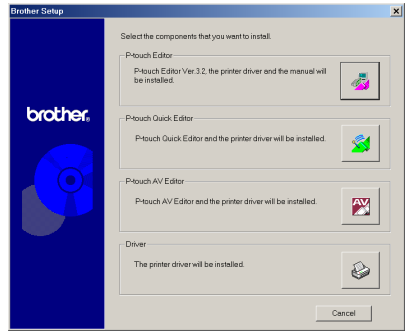 Brother Setup
Select the components that you want to install.
P-touch Editor
P-touch Editor Ver.3.2, the printer driver and the manual will
be installed.
brother®
P-touch Quick Editor
P-touch Quick Editor and the printer driver will be installed.
P-touch AV Editor
P-touch AV Editor and the printer driver will be installed.
AV
Driver
The printer driver will be installed.
Cancel